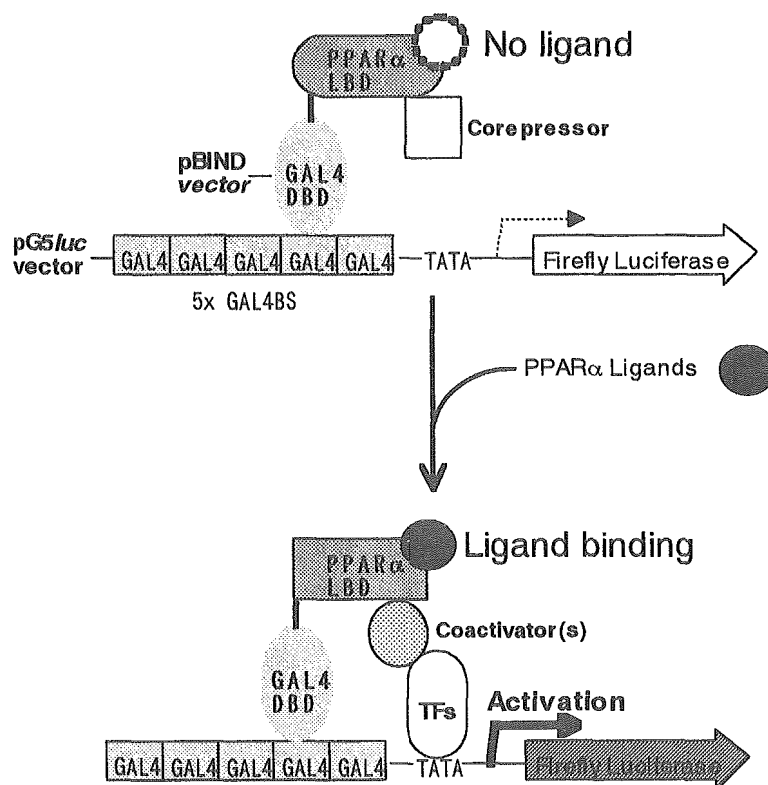 No ligand
PPARα
LBD
Corepressor
pBIND
vector
GAL4
DBD
pG5luc
vector
GAL4 GAL4 GAL4 GAL4 GAL4
TATA
Firefly Luciferase
5x GAL4BS
PPARα Ligands
Ligand binding
PPARα
LBD
Coactivator(s)
GAL4
DBD
TFs
Activation
GAL4 GAL4 GAL4 GAL4 GAL4
TATA
Firefly Luciferase